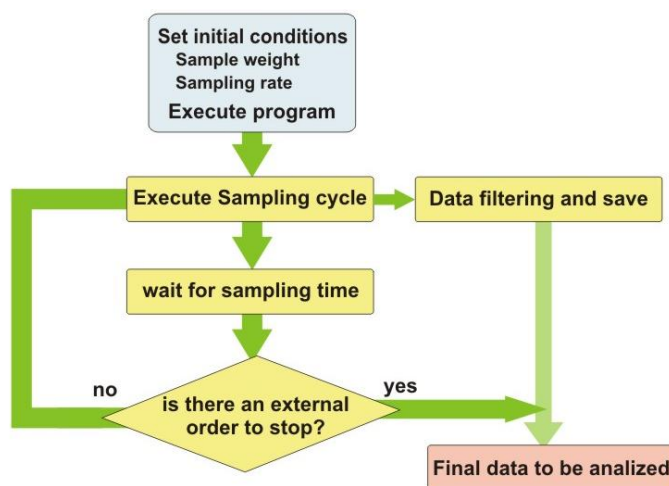 Set initial conditions
Sample weight
Sampling rate
Execute program
Execute Sampling cycle
Data filtering and save
wait for sampling time
no
yes
is there an external
order to stop?
Final data to be analized